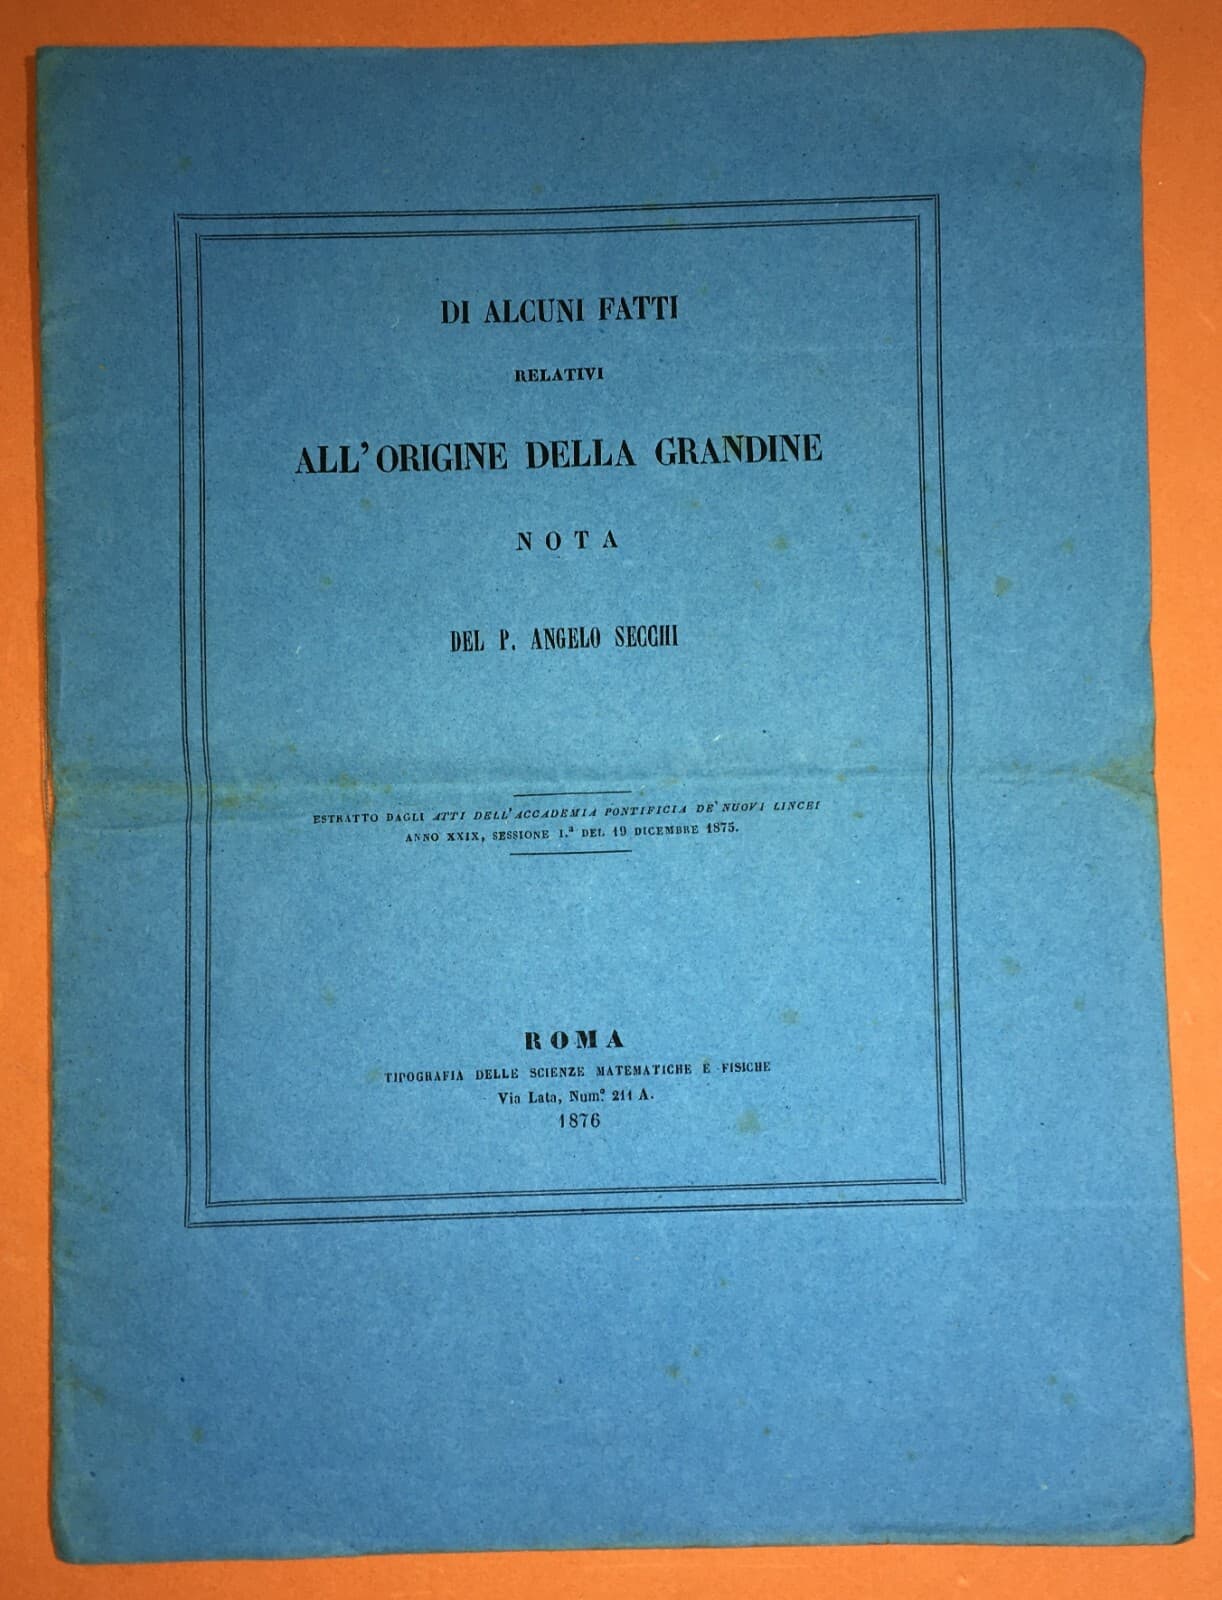 DI ALCUNI FATTI
RELATIVI
ALL'ORIGINE DELLA GRANDINE
NOTA
DEL P. ANGELO SECCHI
ESTRATTO DAGLI ATTI DELL'ACCADEMIA PONTIFICIA DE' NUOVI LINCEI
ANNO XXIX, SESSIONE I.ª DEL 19 DICEMBRE 1875.
ROMA
TIPOGRAFIA DELLE SCIENZE MATEMATICHE E FISICHE
Via Lata, Num.º 211 A.
1876